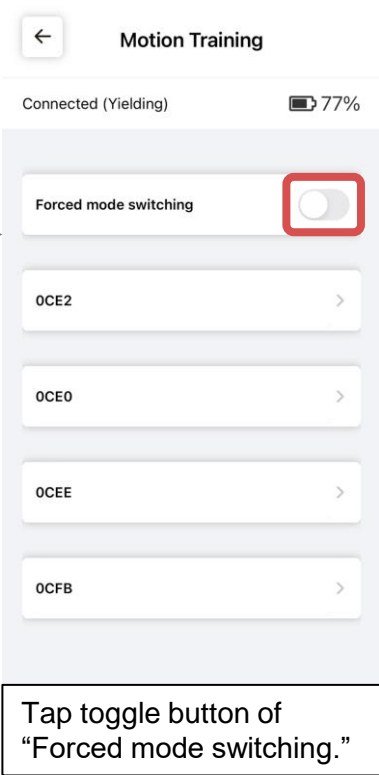 Motion Training
Connected (Yielding) 77%
Forced mode switching
0CE2
0CE0
0CEE
0CFB
Tap toggle button of
“Forced mode switching.”